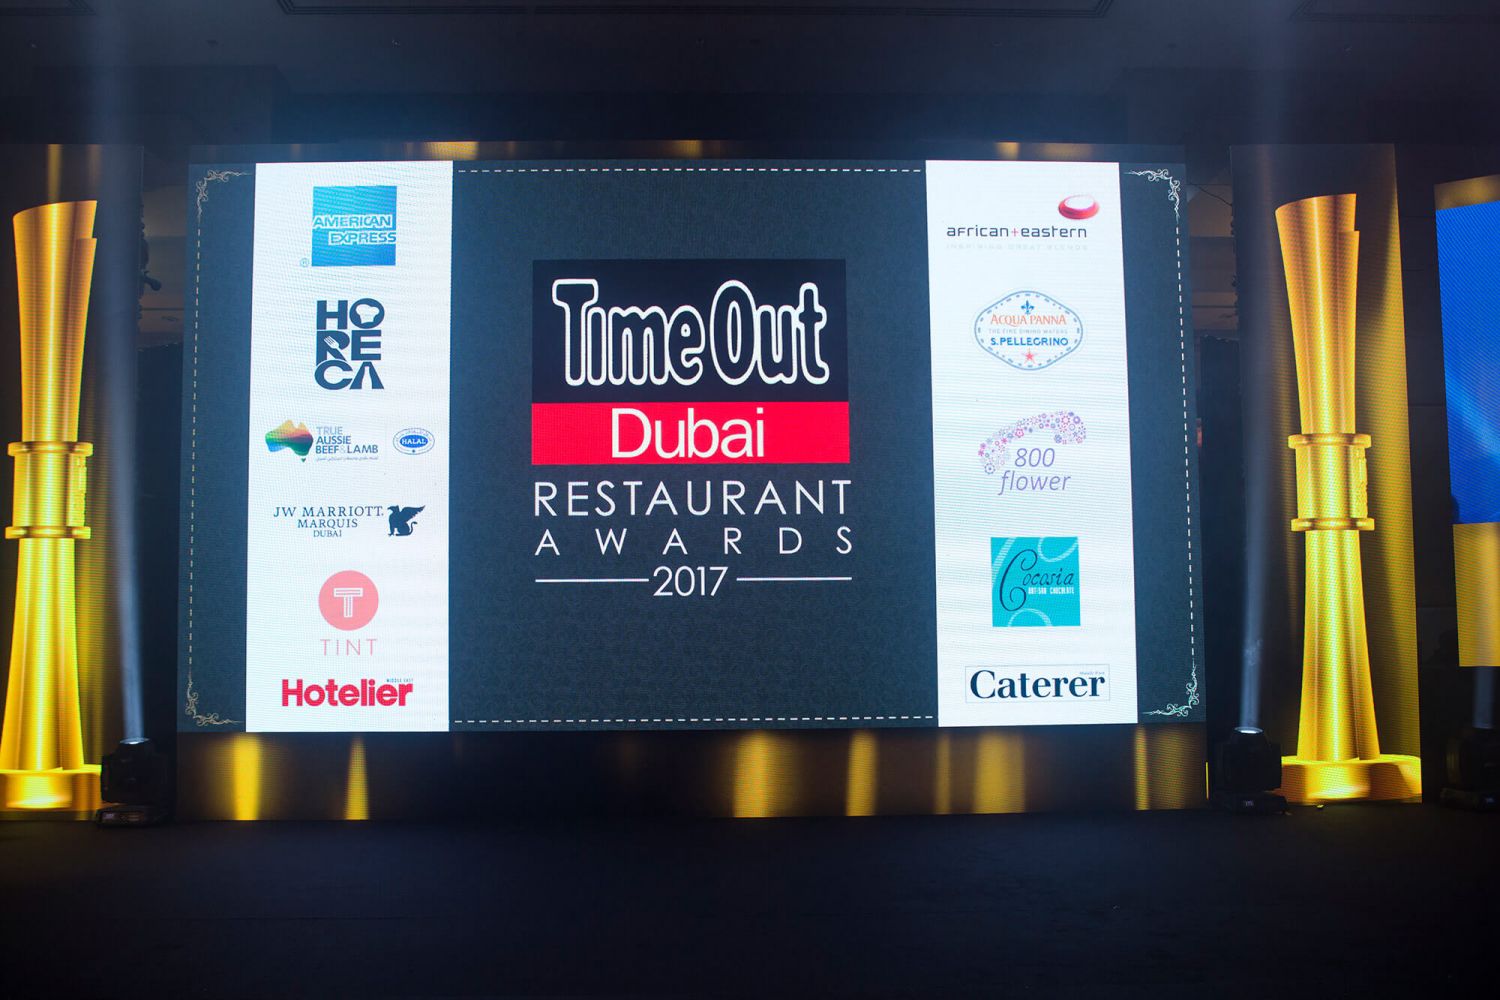 AMERICAN
EXPRESS
®
HO
RE
CA
TRUE
AUSSIE
BEEF&LAMB
HALAL
JW MARRIOTT
MARQUIS
DUBAI
T
TINT
MIDDLE EAST
Hotelier
Time Out
Dubai
RESTAURANT
AWARDS
2017
african+eastern
INSPIRING GREAT BLENDS
ACQUA PANNA
THE FINE DINING WATERS
S.PELLEGRINO
800
flower
Cocosia
ARTISAN CHOCOLATE
Middle East
Caterer